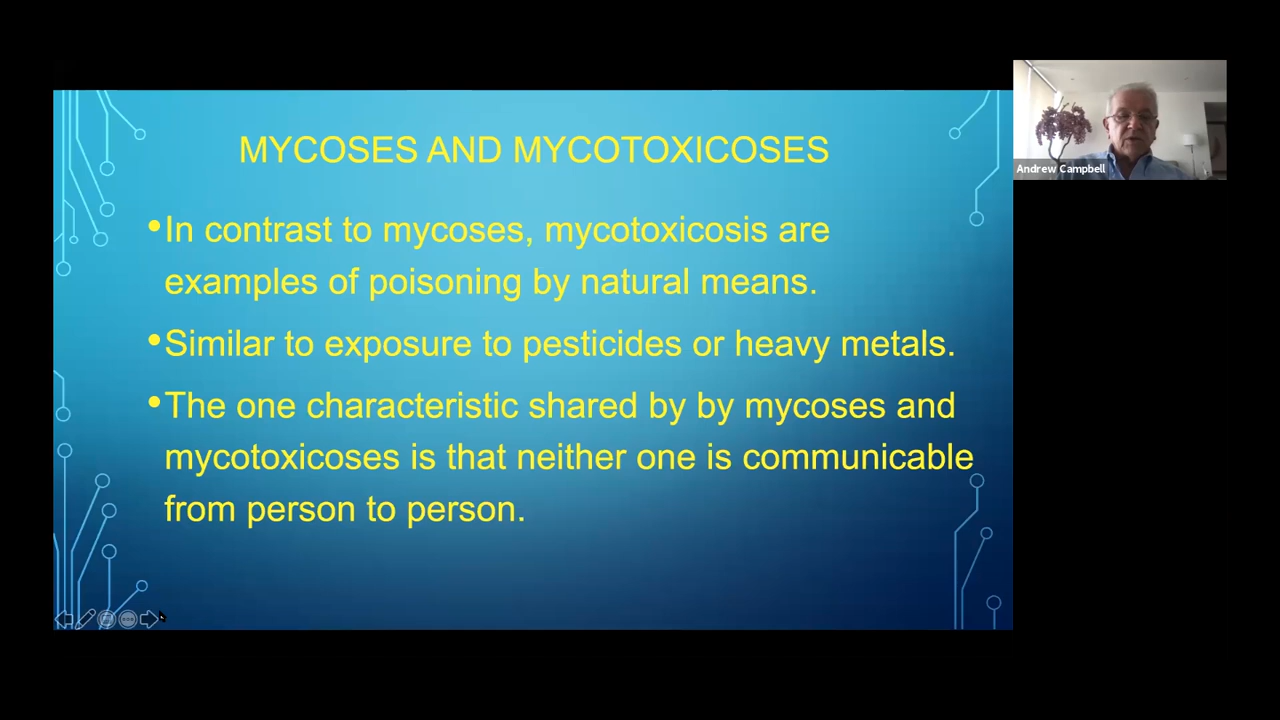 MYCOSES AND MYCOTOXICOSES
•In contrast to mycoses, mycotoxicosis are
examples of poisoning by natural means.
•Similar to exposure to pesticides or heavy metals.
•The one characteristic shared by by mycoses and
mycotoxicoses is that neither one is communicable
from person to person.
Andrew Campbell